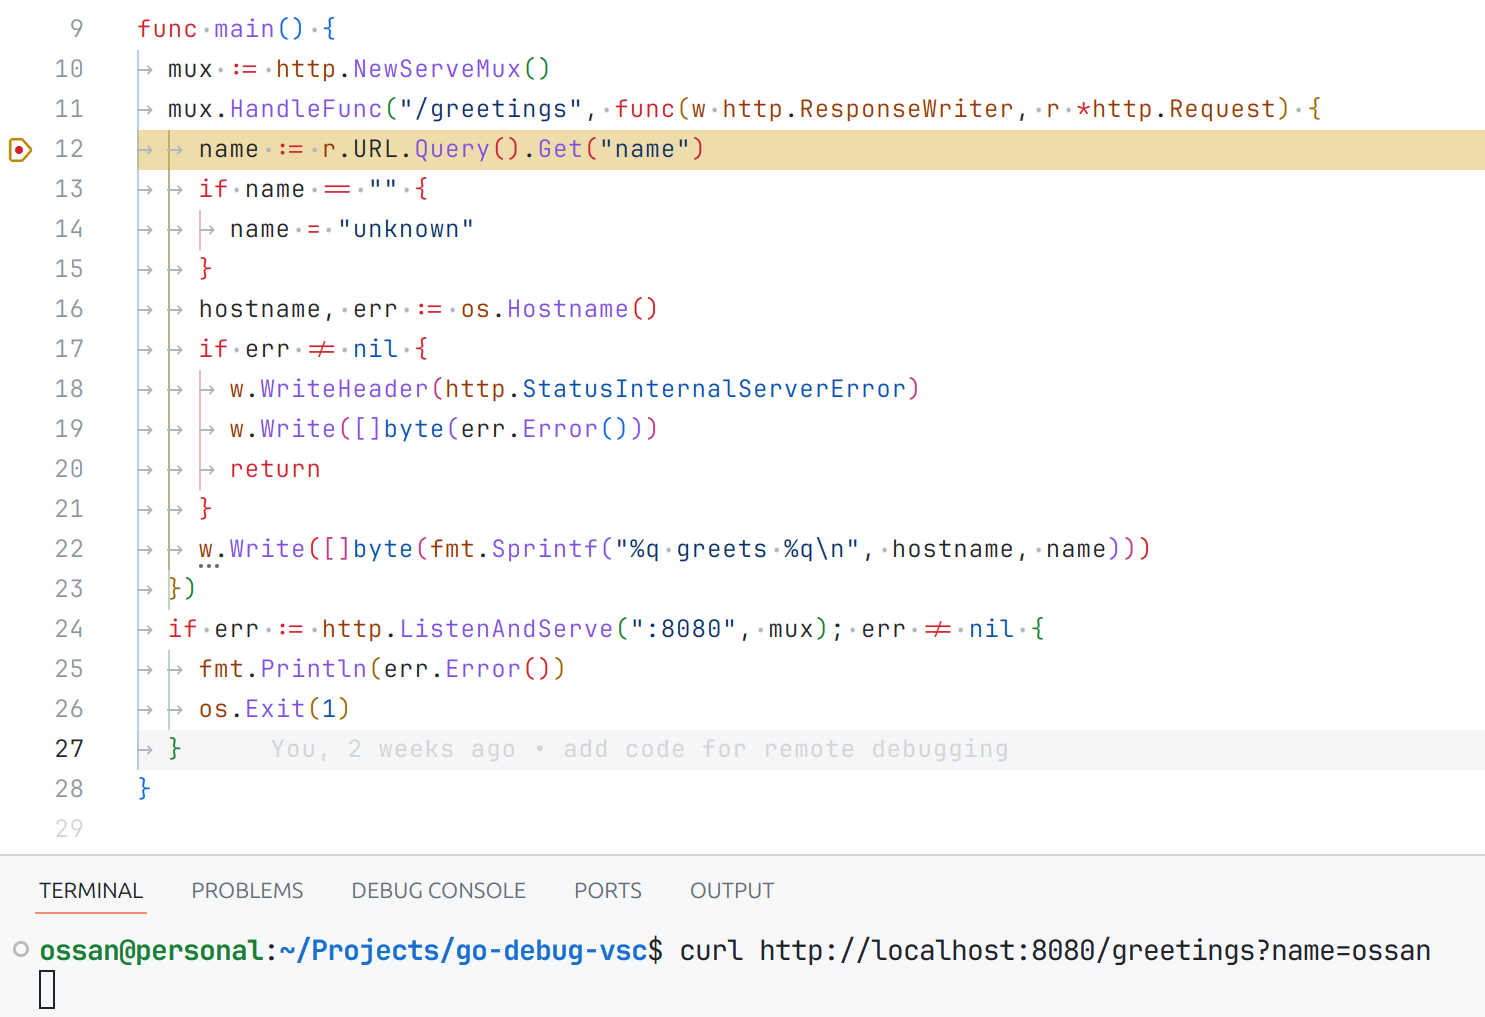 9 func main() {
10 mux := http.NewServeMux()
11 mux.HandleFunc("/greetings", func(w http.ResponseWriter, r *http.Request) {
12 name := r.URL.Query().Get("name")
13 if name == "" {
14 name = "unknown"
15 }
16 hostname, err := os.Hostname()
17 if err != nil {
18 w.WriteHeader(http.StatusInternalServerError)
19 w.Write([]byte(err.Error()))
20 return
21 }
22 w.Write([]byte(fmt.Sprintf("%q greets %q\n", hostname, name)))
23 })
24 if err := http.ListenAndServe(":8080", mux); err != nil {
25 fmt.Println(err.Error())
26 os.Exit(1)
27 } You, 2 weeks ago • add code for remote debugging
28 }
29
TERMINAL PROBLEMS DEBUG CONSOLE PORTS OUTPUT
ossan@personal:~/Projects/go-debug-vsc$ curl http://localhost:8080/greetings?name=ossan